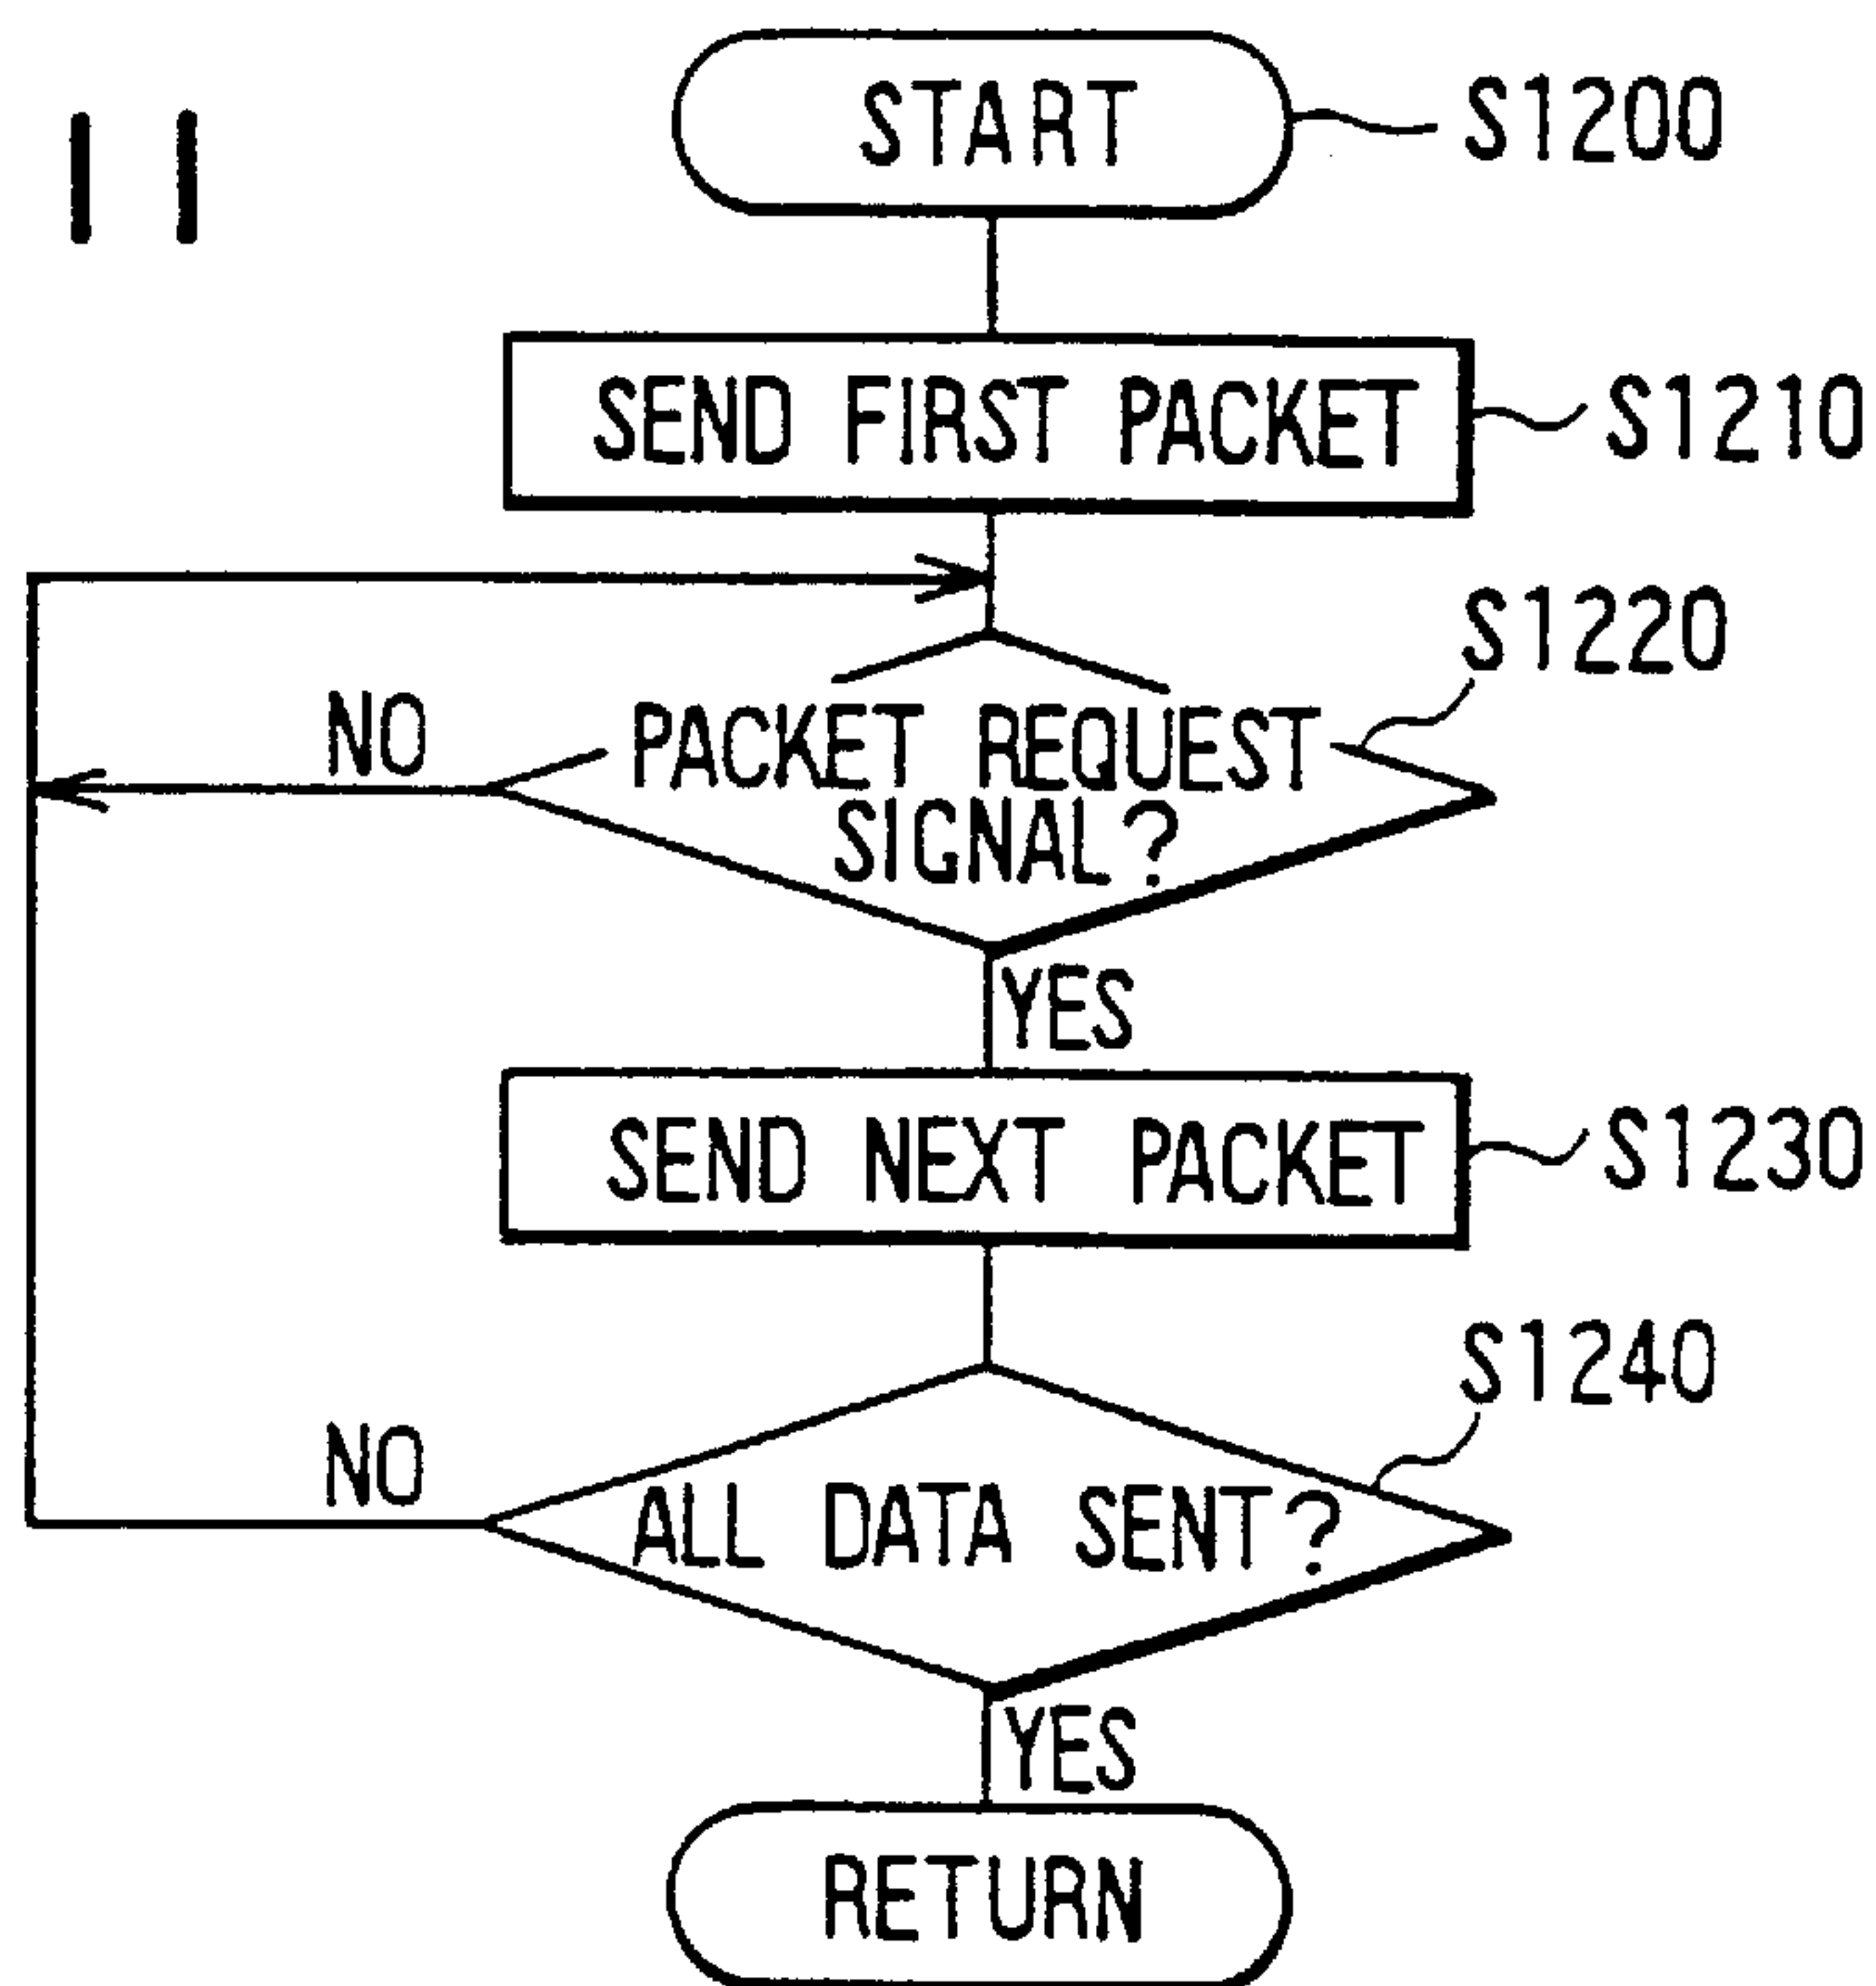 11
START
S1200
SEND FIRST PACKET
S1210
S1220
NO
PACKET REQUEST
SIGNAL?
YES
SEND NEXT PACKET
S1230
S1240
NO
ALL DATA SENT?
YES
RETURN